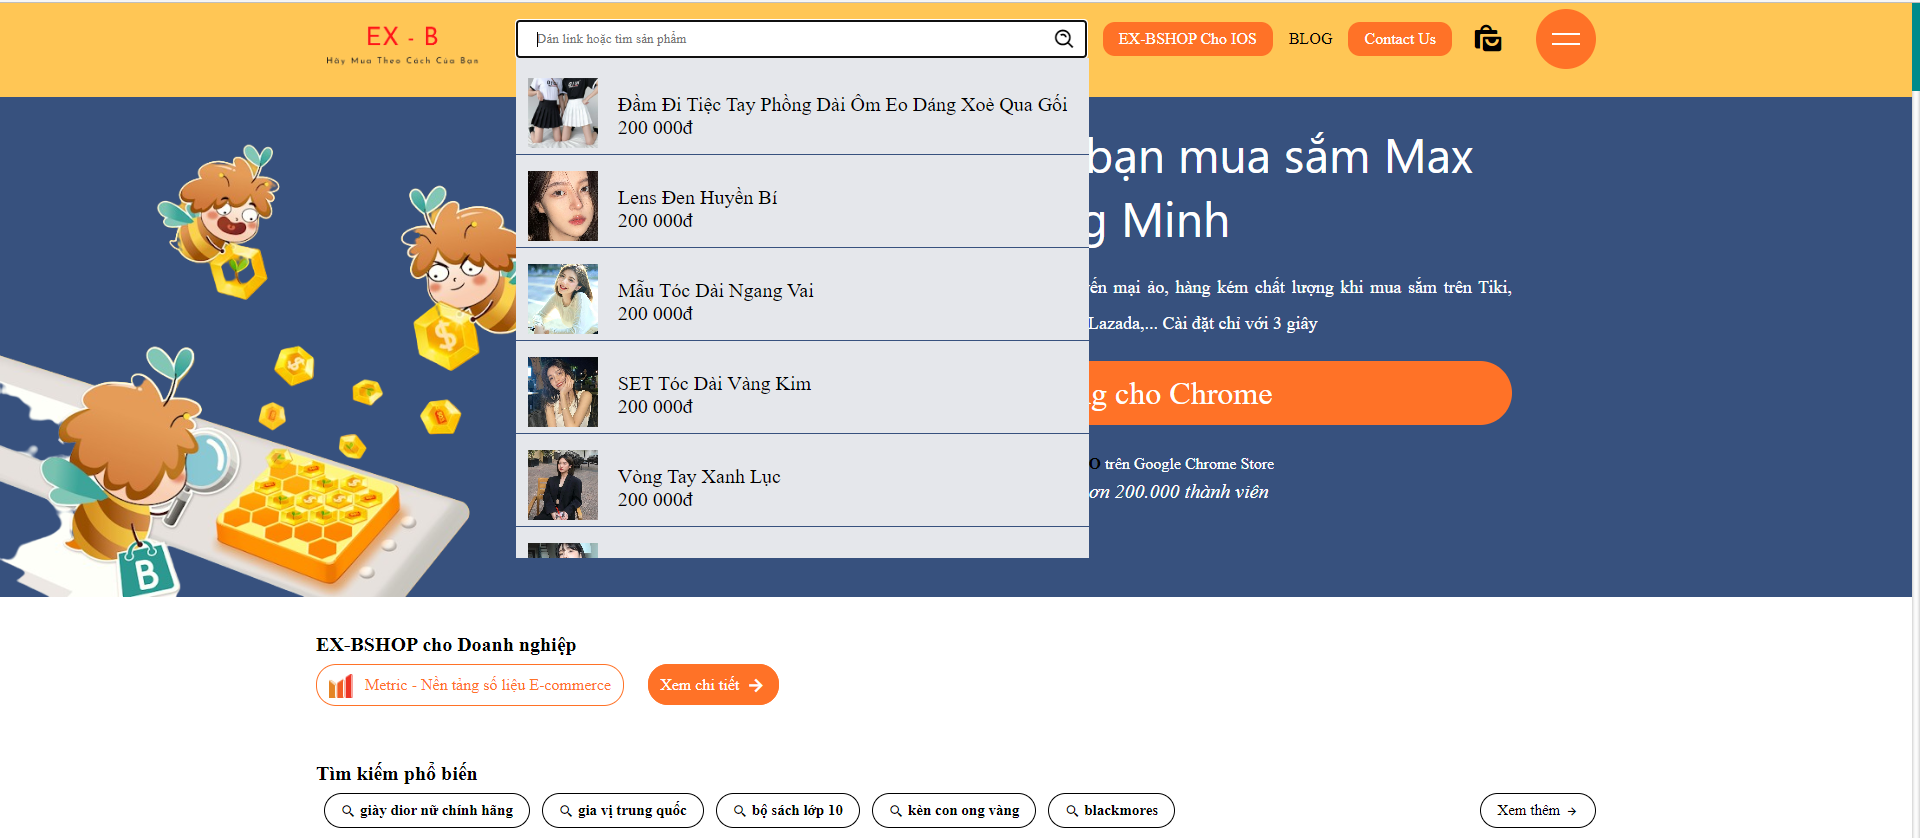 EX - B
Hãy Mua Theo Cách Của Bạn
Dán link hoặc tìm sản phẩm
EX-BSHOP Cho IOS
BLOG
Contact Us
Đầm Đi Tiệc Tay Phồng Dài Ôm Eo Dáng Xoè Qua Gối
200 000đ
Lens Đen Huyền Bí
200 000đ
Mẫu Tóc Dài Ngang Vai
200 000đ
SET Tóc Dài Vàng Kim
200 000đ
Vòng Tay Xanh Lục
200 000đ
bạn mua sắm Max
g Minh
ến mại ảo, hàng kém chất lượng khi mua sắm trên Tiki,
Lazada,... Cài đặt chỉ với 3 giây
g cho Chrome
O trên Google Chrome Store
ơn 200.000 thành viên
B
EX-BSHOP cho Doanh nghiệp
Metric - Nền tảng số liệu E-commerce
Xem chi tiết
Tìm kiếm phổ biến
giày dior nữ chính hãng
gia vị trung quốc
bộ sách lớp 10
kèn con ong vàng
blackmores
Xem thêm